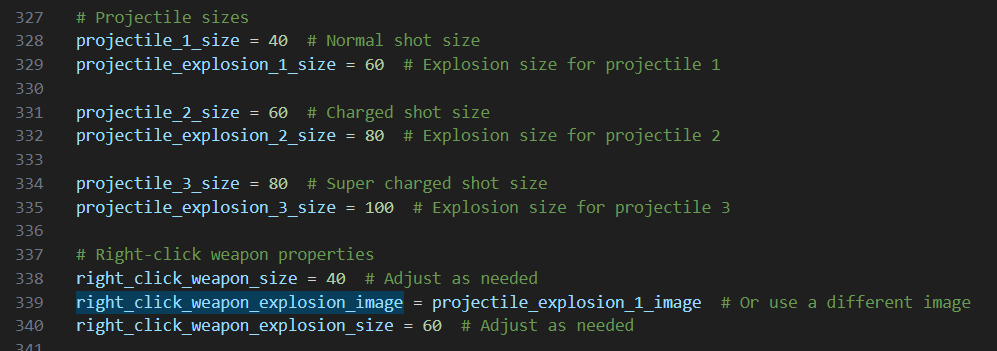 327 # Projectile sizes
328 projectile_1_size = 40  # Normal shot size
329 projectile_explosion_1_size = 60  # Explosion size for projectile 1
330
331 projectile_2_size = 60  # Charged shot size
332 projectile_explosion_2_size = 80  # Explosion size for projectile 2
333
334 projectile_3_size = 80  # Super charged shot size
335 projectile_explosion_3_size = 100  # Explosion size for projectile 3
336
337 # Right-click weapon properties
338 right_click_weapon_size = 40  # Adjust as needed
339 right_click_weapon_explosion_image = projectile_explosion_1_image  # Or use a different image
340 right_click_weapon_explosion_size = 60  # Adjust as needed
341